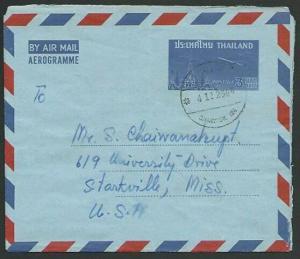 BY AIR MAIL
AEROGRAMME
ประเทศไทย THAILAND
To
Mr. S. Chaiwanakupt
619 University Drive
Starkville, Miss.
U.S.A